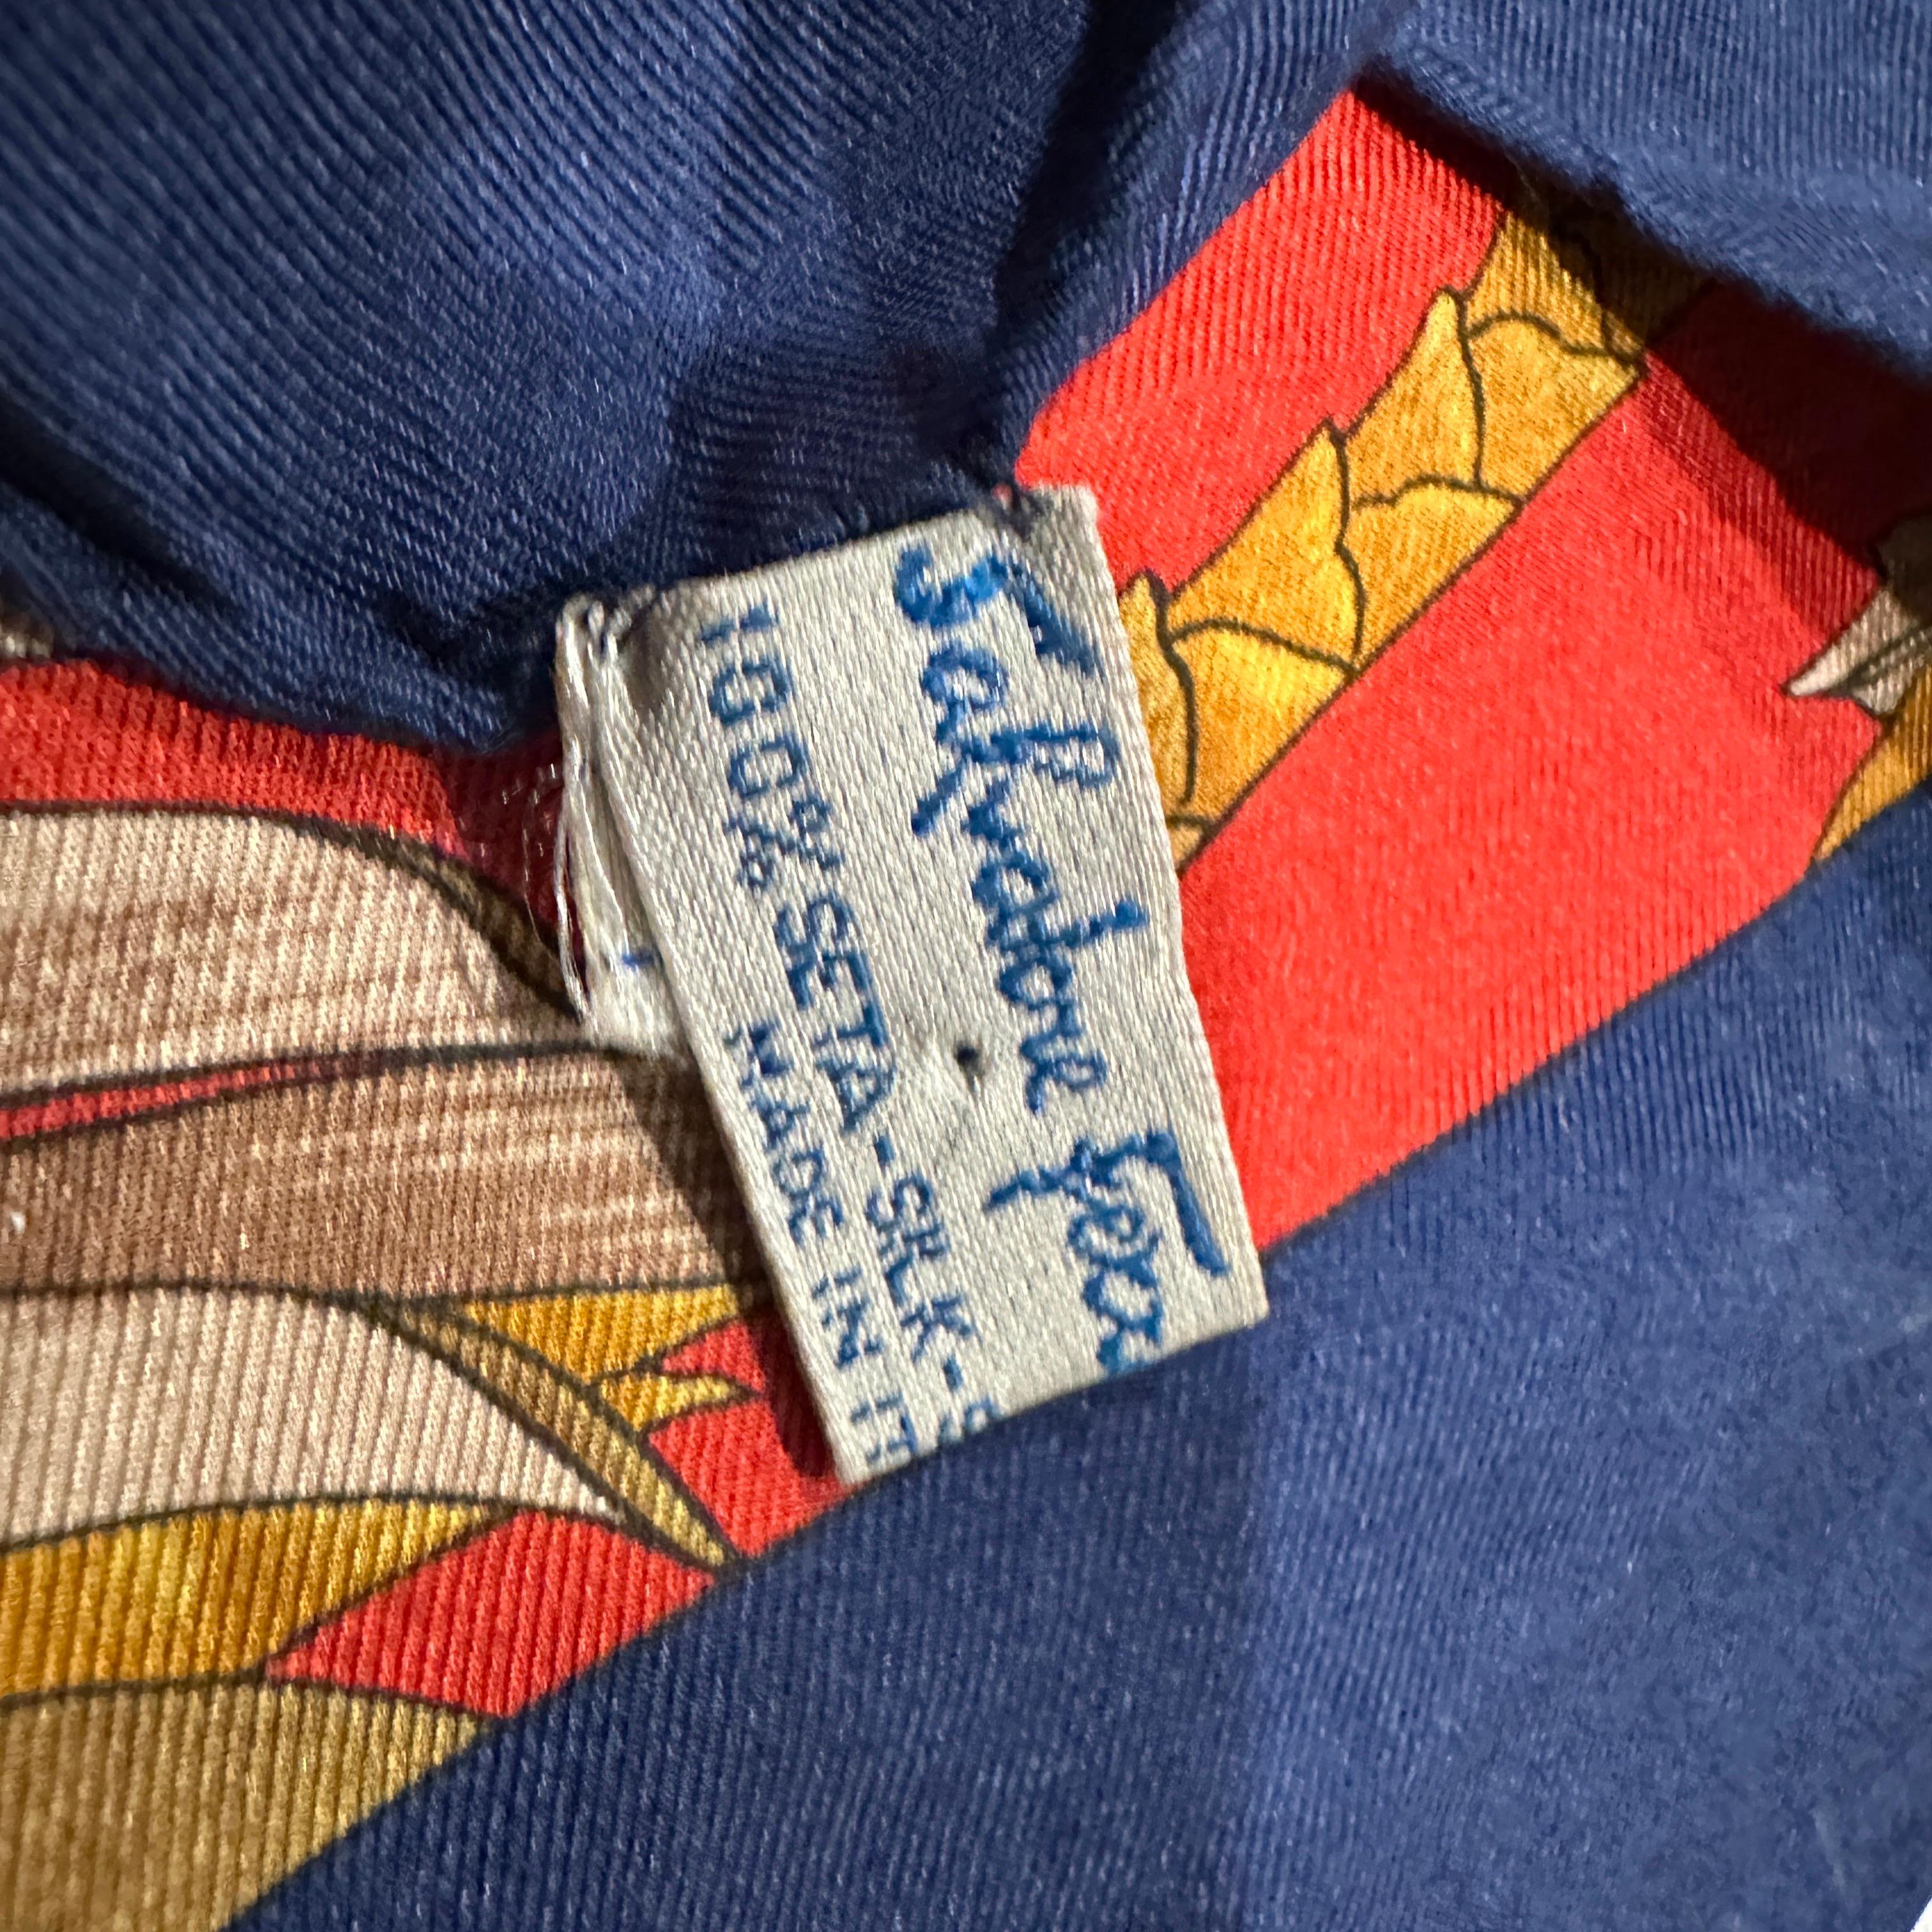 Salvatore Ferr
100% SETA-SILK-S
MADE IN IT